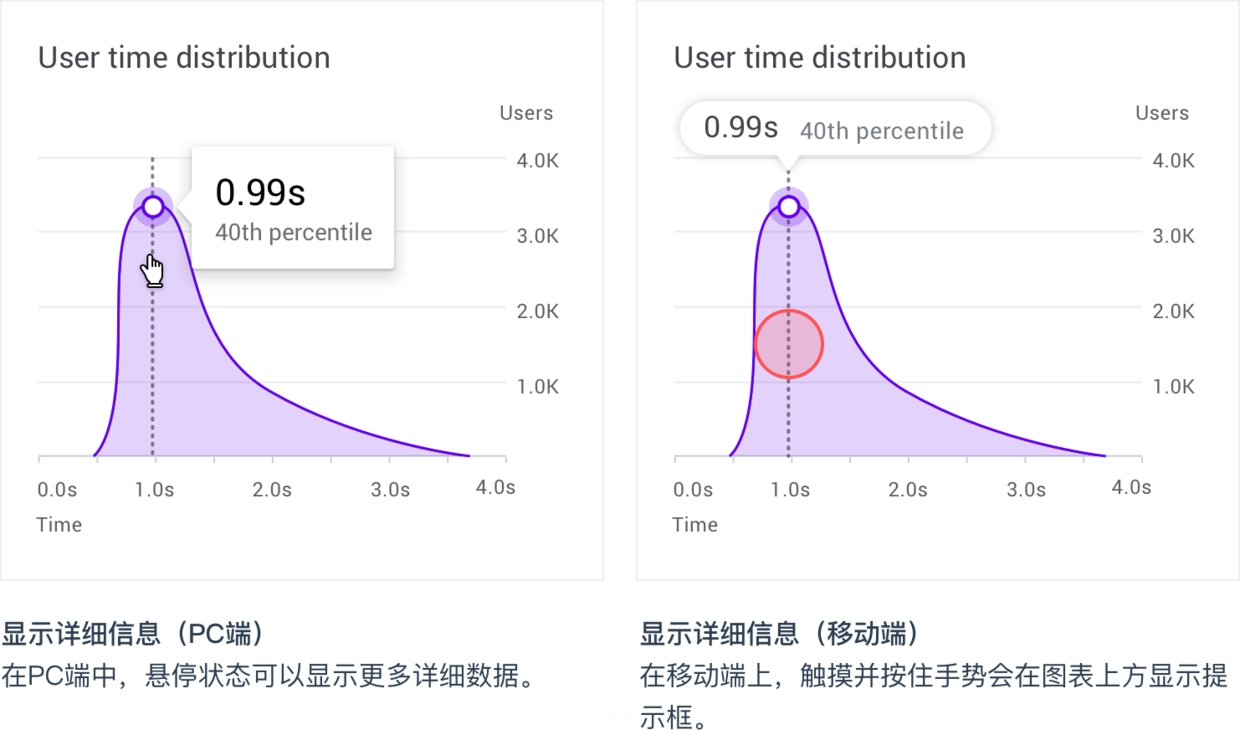 User time distribution
Users
0.99s
40th percentile
4.0K
3.0K
2.0K
1.0K
0.0s 1.0s 2.0s 3.0s 4.0s
Time
显示详细信息（PC端）
在PC端中，悬停状态可以显示更多详细数据。
User time distribution
0.99s 40th percentile
Users
4.0K
3.0K
2.0K
1.0K
0.0s 1.0s 2.0s 3.0s 4.0s
Time
显示详细信息（移动端）
在移动端上，触摸并按住手势会在图表上方显示提
示框。